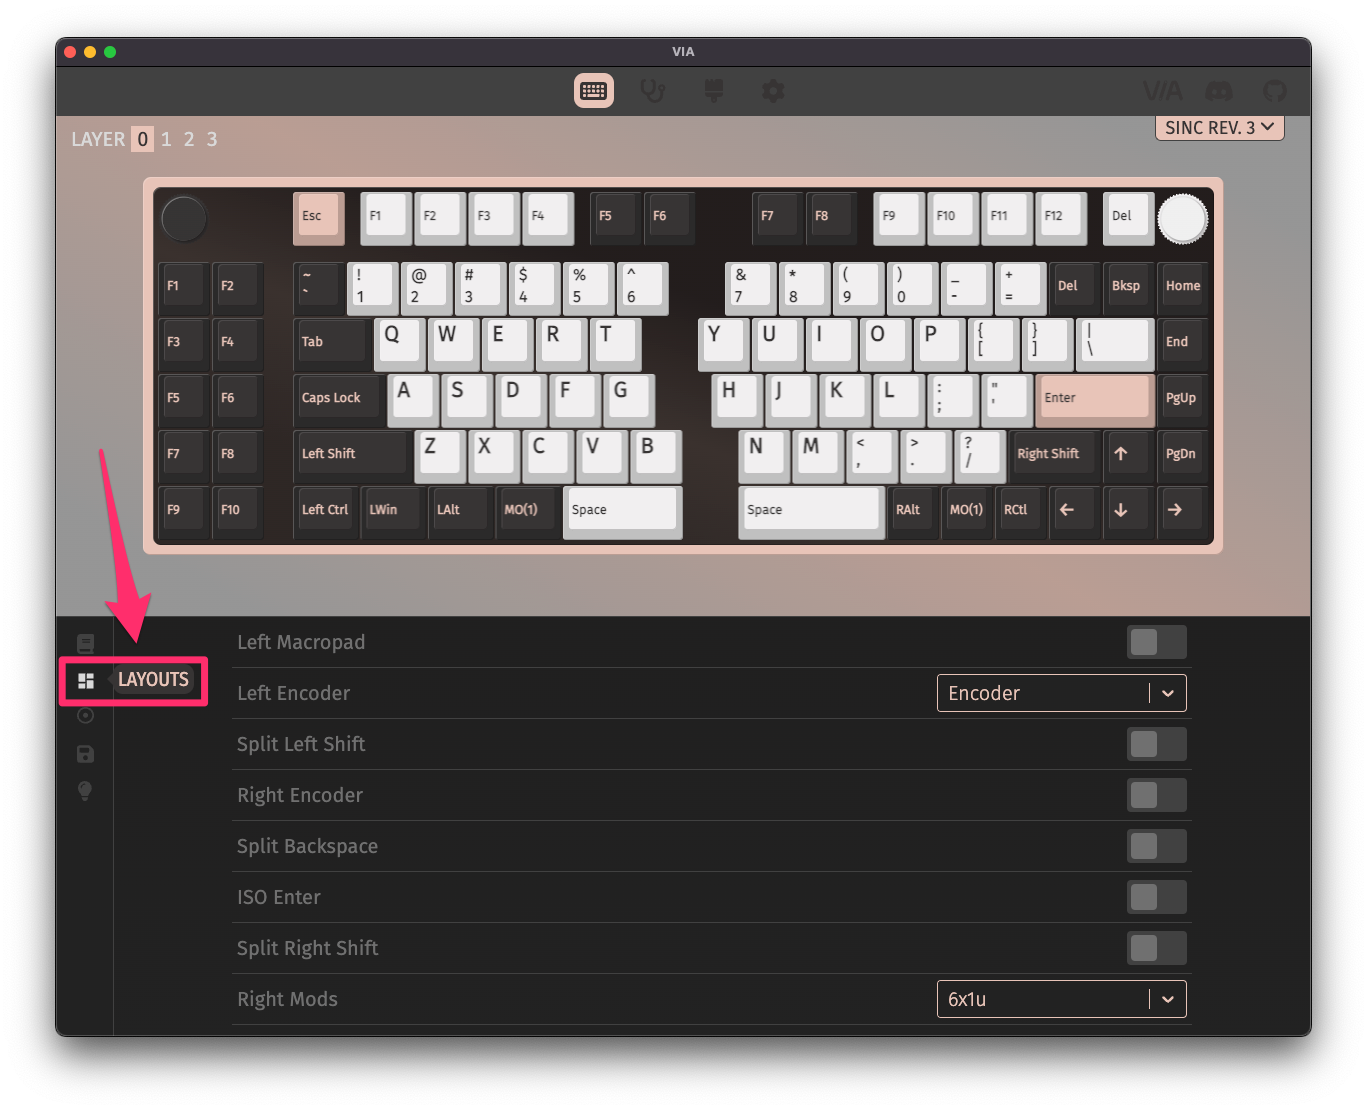 VIA
VIA
LAYER 0 1 2 3
SINC REV. 3
Esc F1 F2 F3 F4 F5 F6 F7 F8 F9 F10 F11 F12 Del
F1 F2 ~ ` ! 1 @ 2 # 3 $ 4 % 5 ^ 6 & 7 * 8 ( 9 ) 0 _ - + = Del Bksp Home
F3 F4 Tab Q W E R T Y U I O P { [ } ] | \ End
F5 F6 Caps Lock A S D F G H J K L : ; " ' Enter PgUp
F7 F8 Left Shift Z X C V B N M < , > . ? / Right Shift ↑ PgDn
F9 F10 Left Ctrl LWin LAlt MO(1) Space Space RAlt MO(1) RCtl ← ↓ →
Left Macropad
LAYOUTS
Left Encoder Encoder
Split Left Shift
Right Encoder
Split Backspace
ISO Enter
Split Right Shift
Right Mods 6x1u